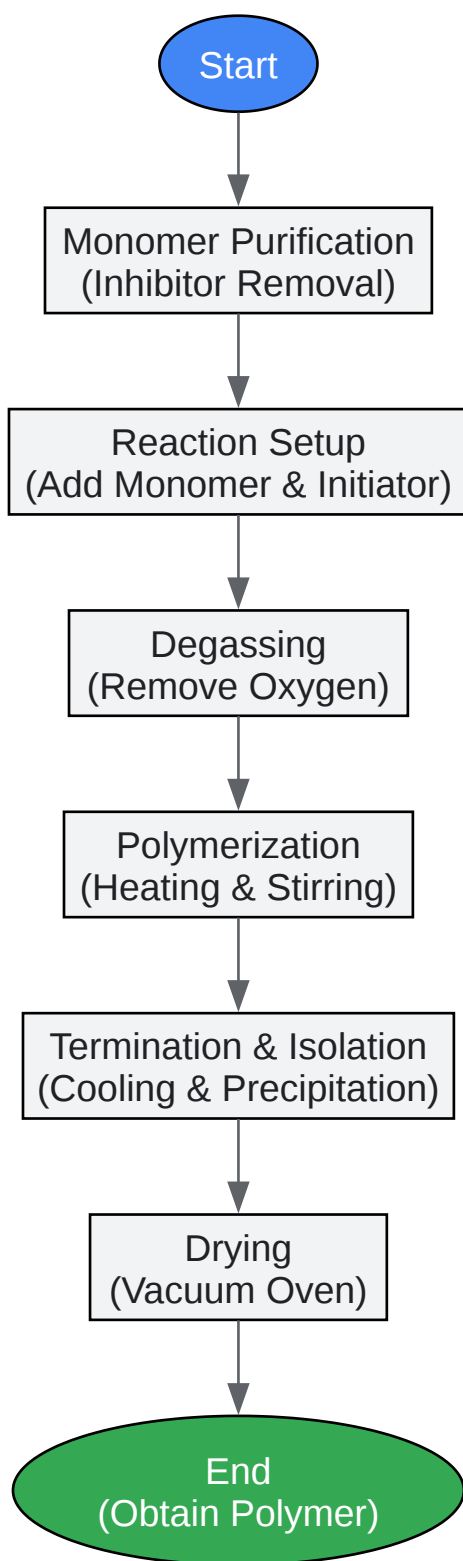 Start
Monomer Purification
(Inhibitor Removal)
Reaction Setup
(Add Monomer & Initiator)
Degassing
(Remove Oxygen)
Polymerization
(Heating & Stirring)
Termination & Isolation
(Cooling & Precipitation)
Drying
(Vacuum Oven)
End
(Obtain Polymer)